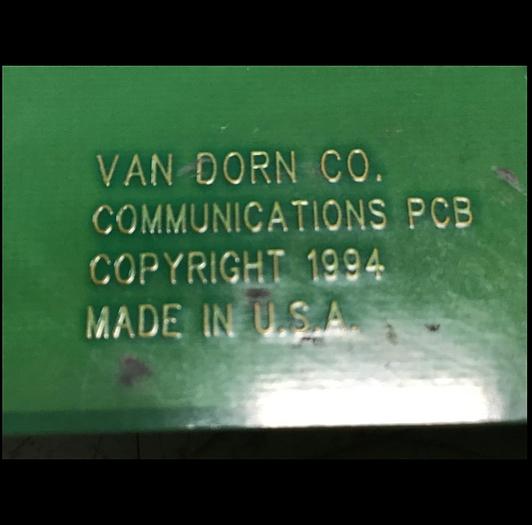 VAN DORN CO.
COMMUNICATIONS PCB
COPYRIGHT 1994
MADE IN U.S.A.